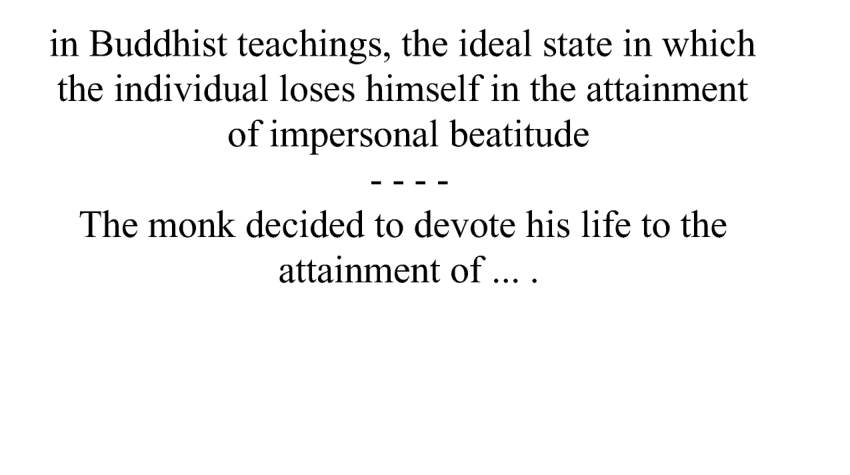 in Buddhist teachings, the ideal state in which
the individual loses himself in the attainment
of impersonal beatitude
- - - -
The monk decided to devote his life to the
attainment of ... .